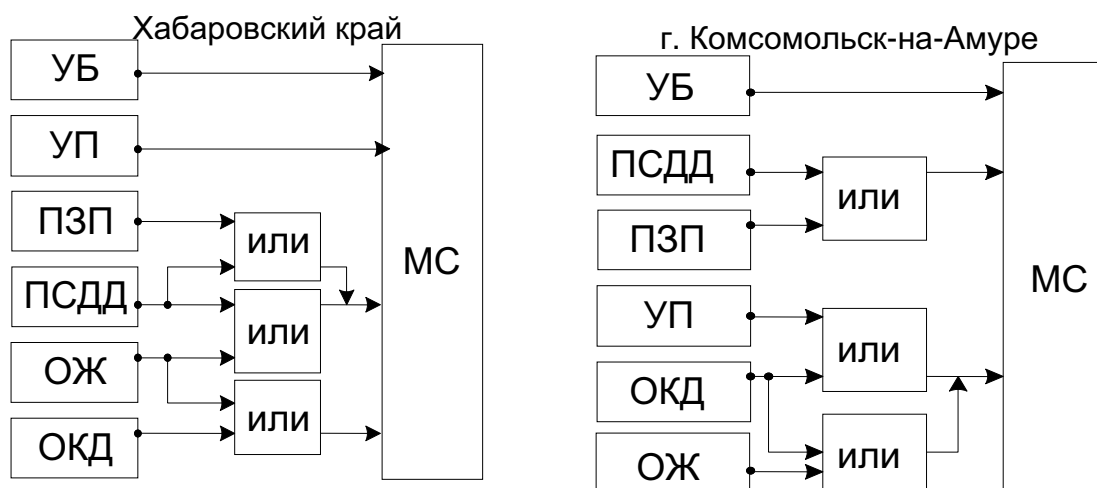 Хабаровский край
УБ
УП
ПЗП
ПСДД
ОЖ
ОКД
или
или
или
МС
г. Комсомольск-на-Амуре
УБ
ПСДД
ПЗП
УП
ОКД
ОЖ
или
или
или
МС